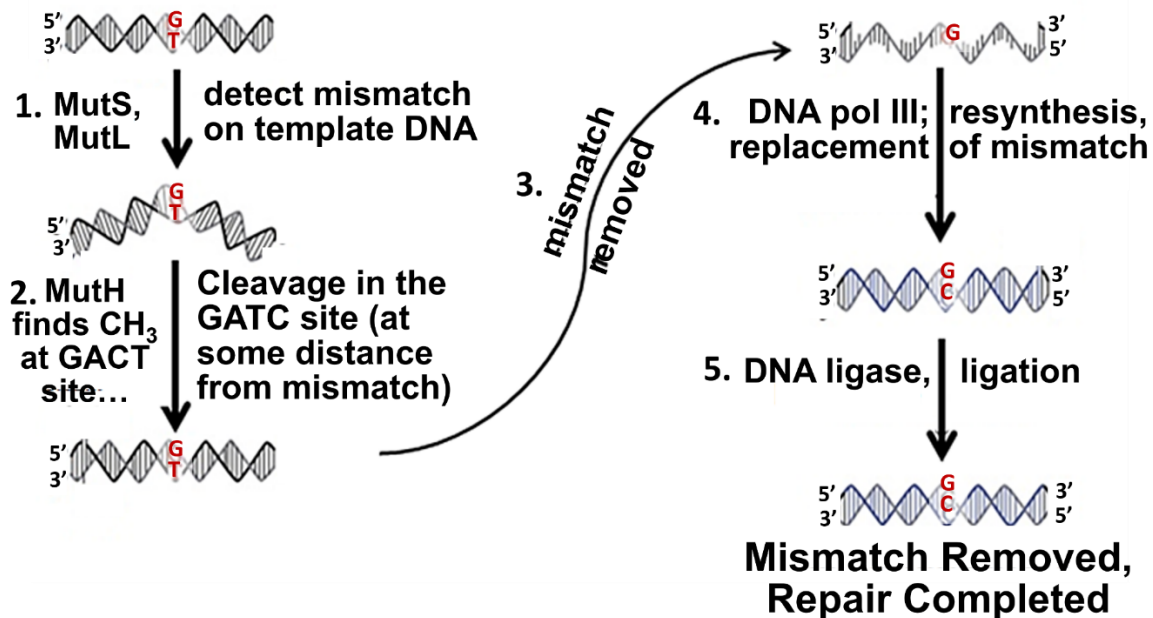 5’
3’
G
T
1. MutS,
MutL
detect mismatch
on template DNA
5’
3’
G
T
2. MutH
finds CH₃
at GACT
site…
Cleavage in the
GATC site (at
some distance
from mismatch)
5’
3’
G
T
3.
mismatch
removed
5’
3’
G
3’
5’
4. DNA pol III; resynthesis,
replacement of mismatch
5’
3’
G
C
3’
5’
5. DNA ligase, ligation
5’
3’
G
C
3’
5’
Mismatch Removed,
Repair Completed